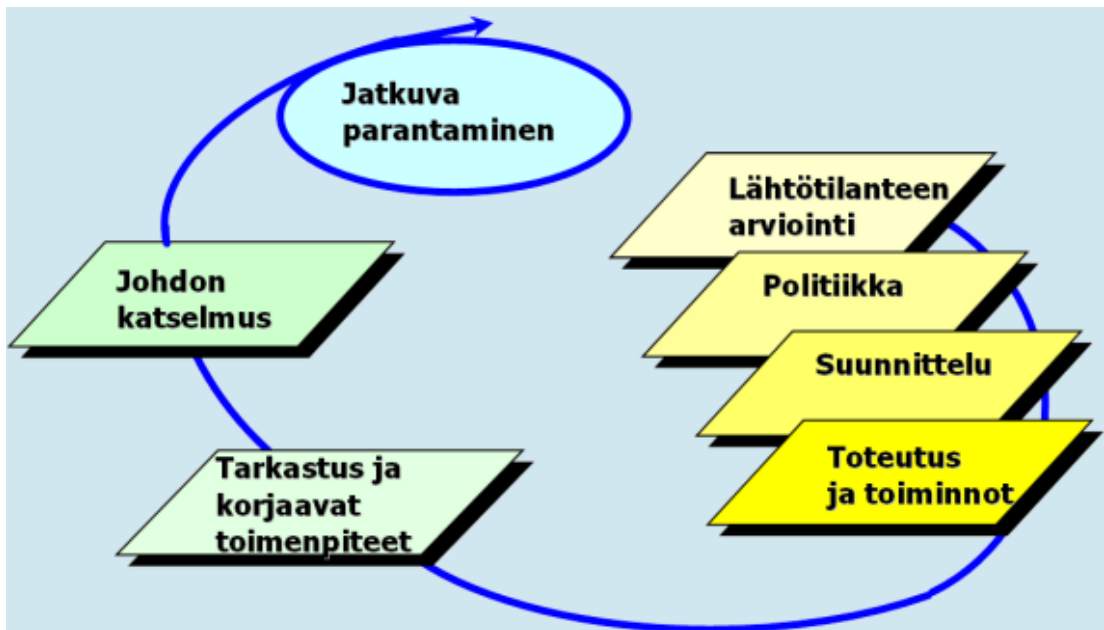 Jatkuva
parantaminen
Lähtötilanteen
arviointi
Politiikka
Suunnittelu
Toteutus
ja toiminnot
Tarkastus ja
korjaavat
toimenpiteet
Johdon
katselmus